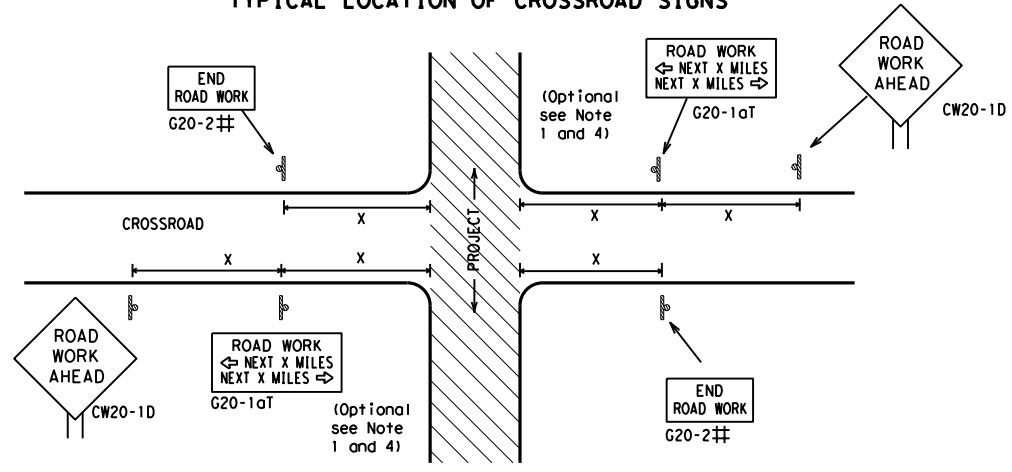 TYPICAL LOCATION OF CROSSROAD SIGNS
END
ROAD WORK
G20-2#
(Optional
see Note
1 and 4)
ROAD WORK
⇦ NEXT X MILES
NEXT X MILES ⇨
G20-1aT
ROAD
WORK
AHEAD
CW20-1D
X
X
X
CROSSROAD
PROJECT
X
X
X
ROAD
WORK
AHEAD
CW20-1D
ROAD WORK
⇦ NEXT X MILES
NEXT X MILES ⇨
G20-1aT
(Optional
see Note
1 and 4)
END
ROAD WORK
G20-2#